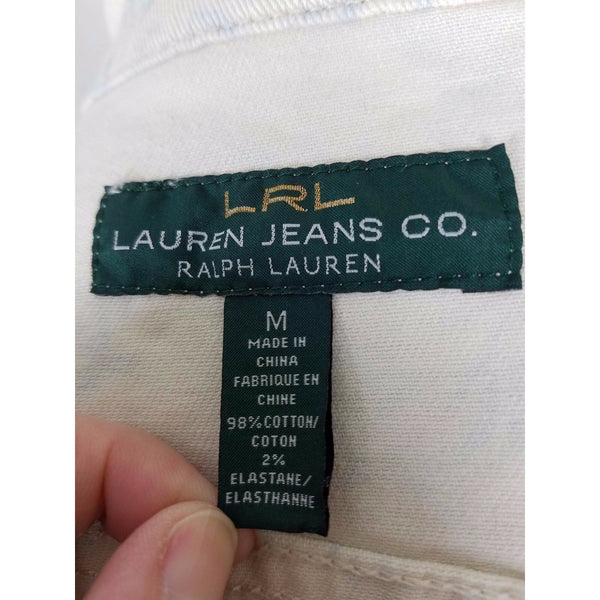 LRL
LAUREN JEANS CO.
RALPH LAUREN
M
MADE IN
CHINA
FABRIQUE EN
CHINE
98% COTTON/
COTON
2%
ELASTANE/
ELASTHANNE